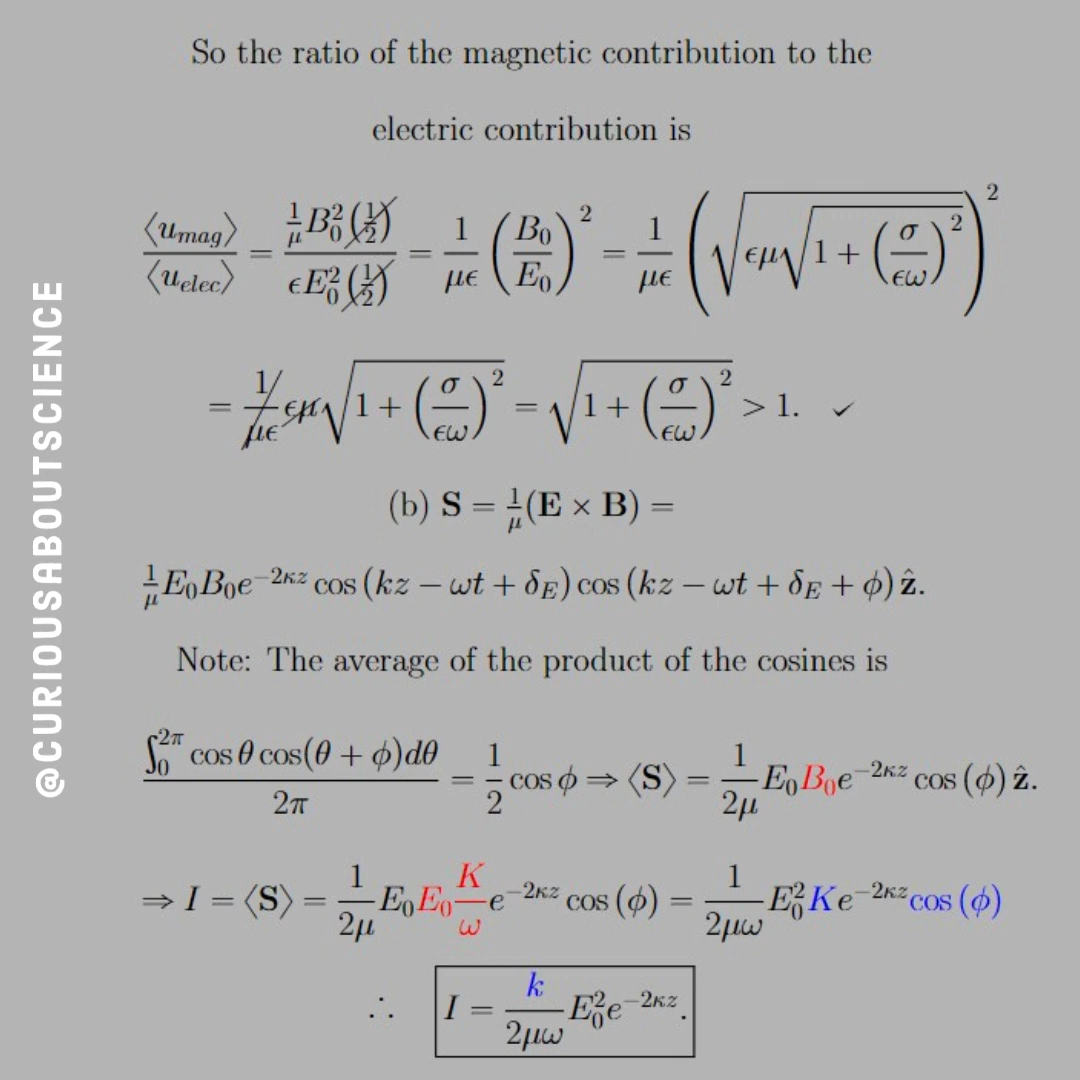 So the ratio of the magnetic contribution to the
electric contribution is
⟨u_mag⟩/⟨u_elec⟩ = (1/μ B₀²(1/2))/(ϵE₀²(1/2)) = 1/(μϵ) (B₀/E₀)² = 1/(μϵ) (√(ϵμ√(1 + (σ/(ϵω))²)))²
= 1/(μϵ) ϵμ√(1 + (σ/(ϵω))²) = √(1 + (σ/(ϵω))²) > 1. ✓
(b) S = 1/μ(E × B) =
1/μ E₀B₀e^(−2κz) cos (kz − ωt + δ_E) cos (kz − ωt + δ_E + ϕ) ẑ.
Note: The average of the product of the cosines is
(∫₀^(2π) cos θ cos(θ + ϕ)dθ)/(2π) = 1/2 cos ϕ ⇒ ⟨S⟩ = 1/(2μ) E₀B₀e^(−2κz) cos (ϕ) ẑ.
⇒ I = ⟨S⟩ = 1/(2μ) E₀E₀ K/ω e^(−2κz) cos (ϕ) = 1/(2μω) E₀²Ke^(−2κz) cos (ϕ)
∴ I = k/(2μω) E₀²e^(−2κz).
@CURIOUSABOUTSCIENCE